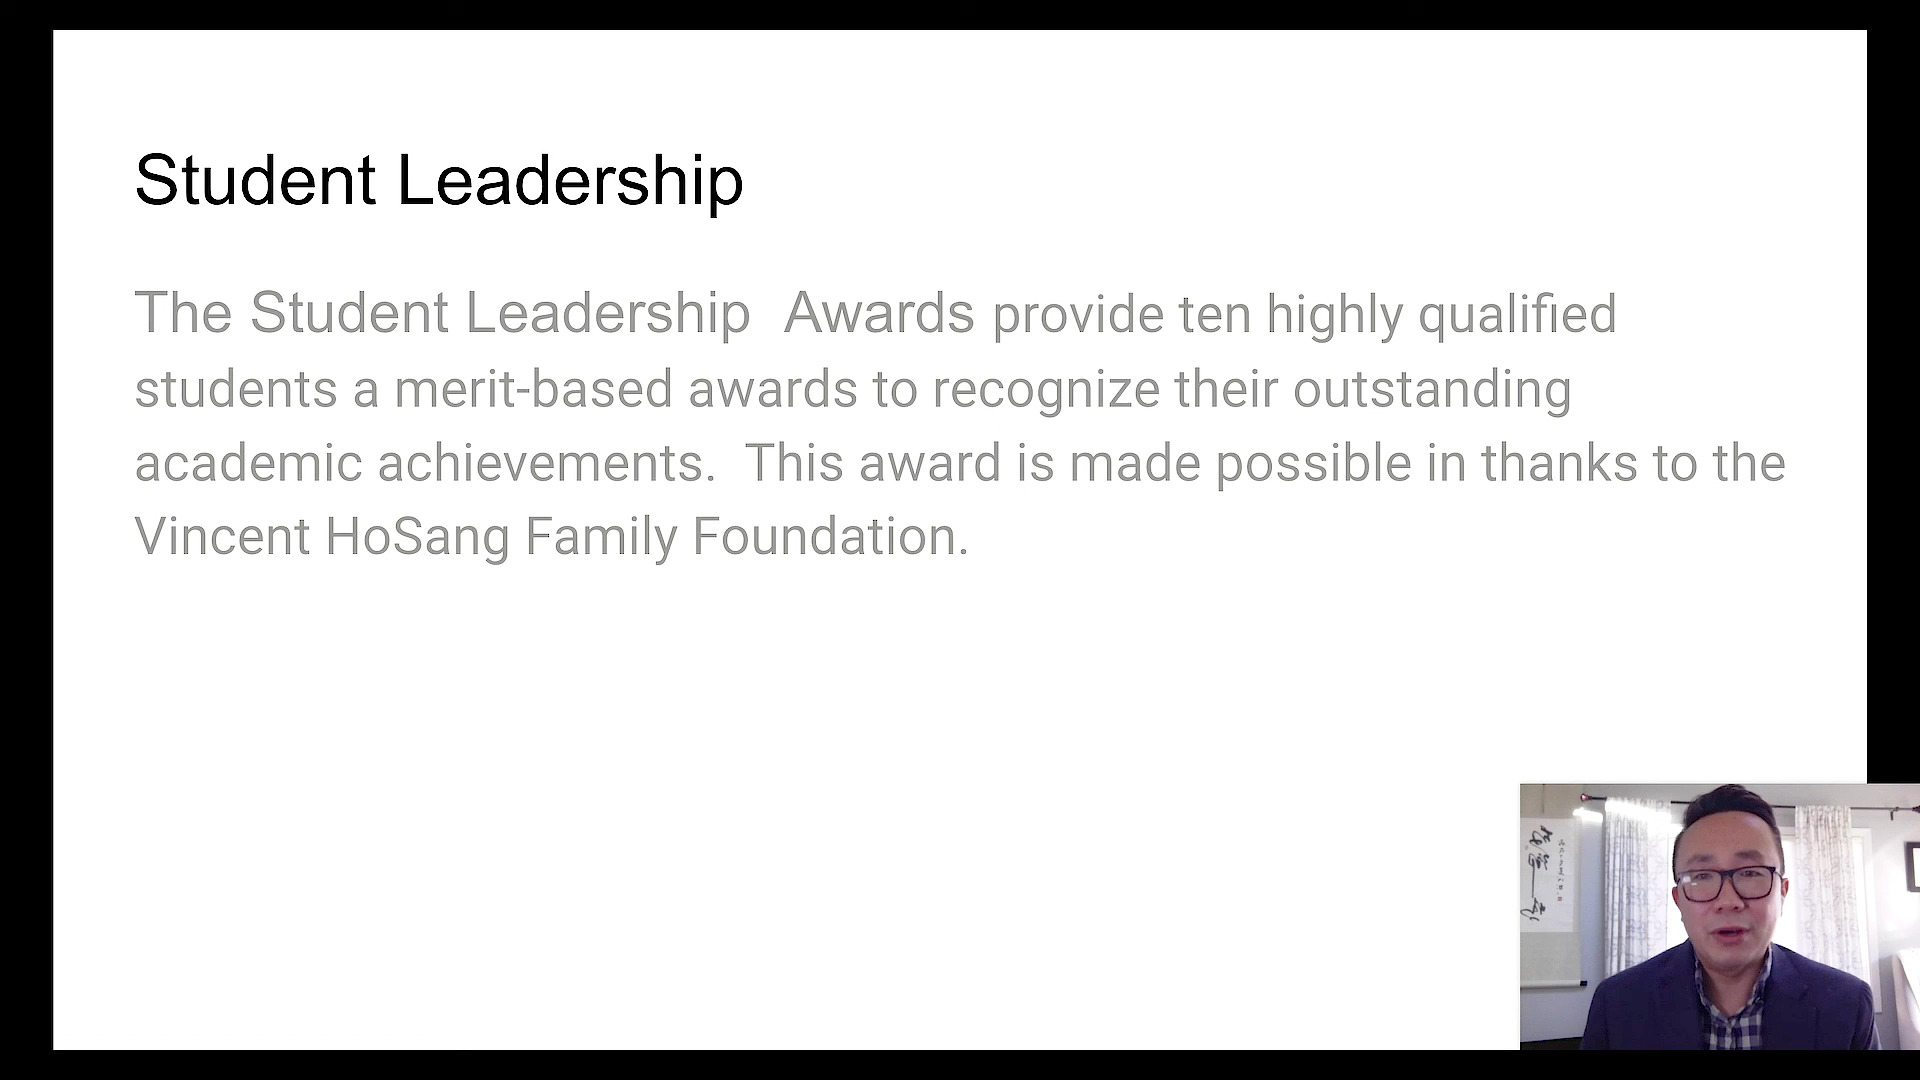 Student Leadership
The Student Leadership  Awards provide ten highly qualified
students a merit-based awards to recognize their outstanding
academic achievements.  This award is made possible in thanks to the
Vincent HoSang Family Foundation.